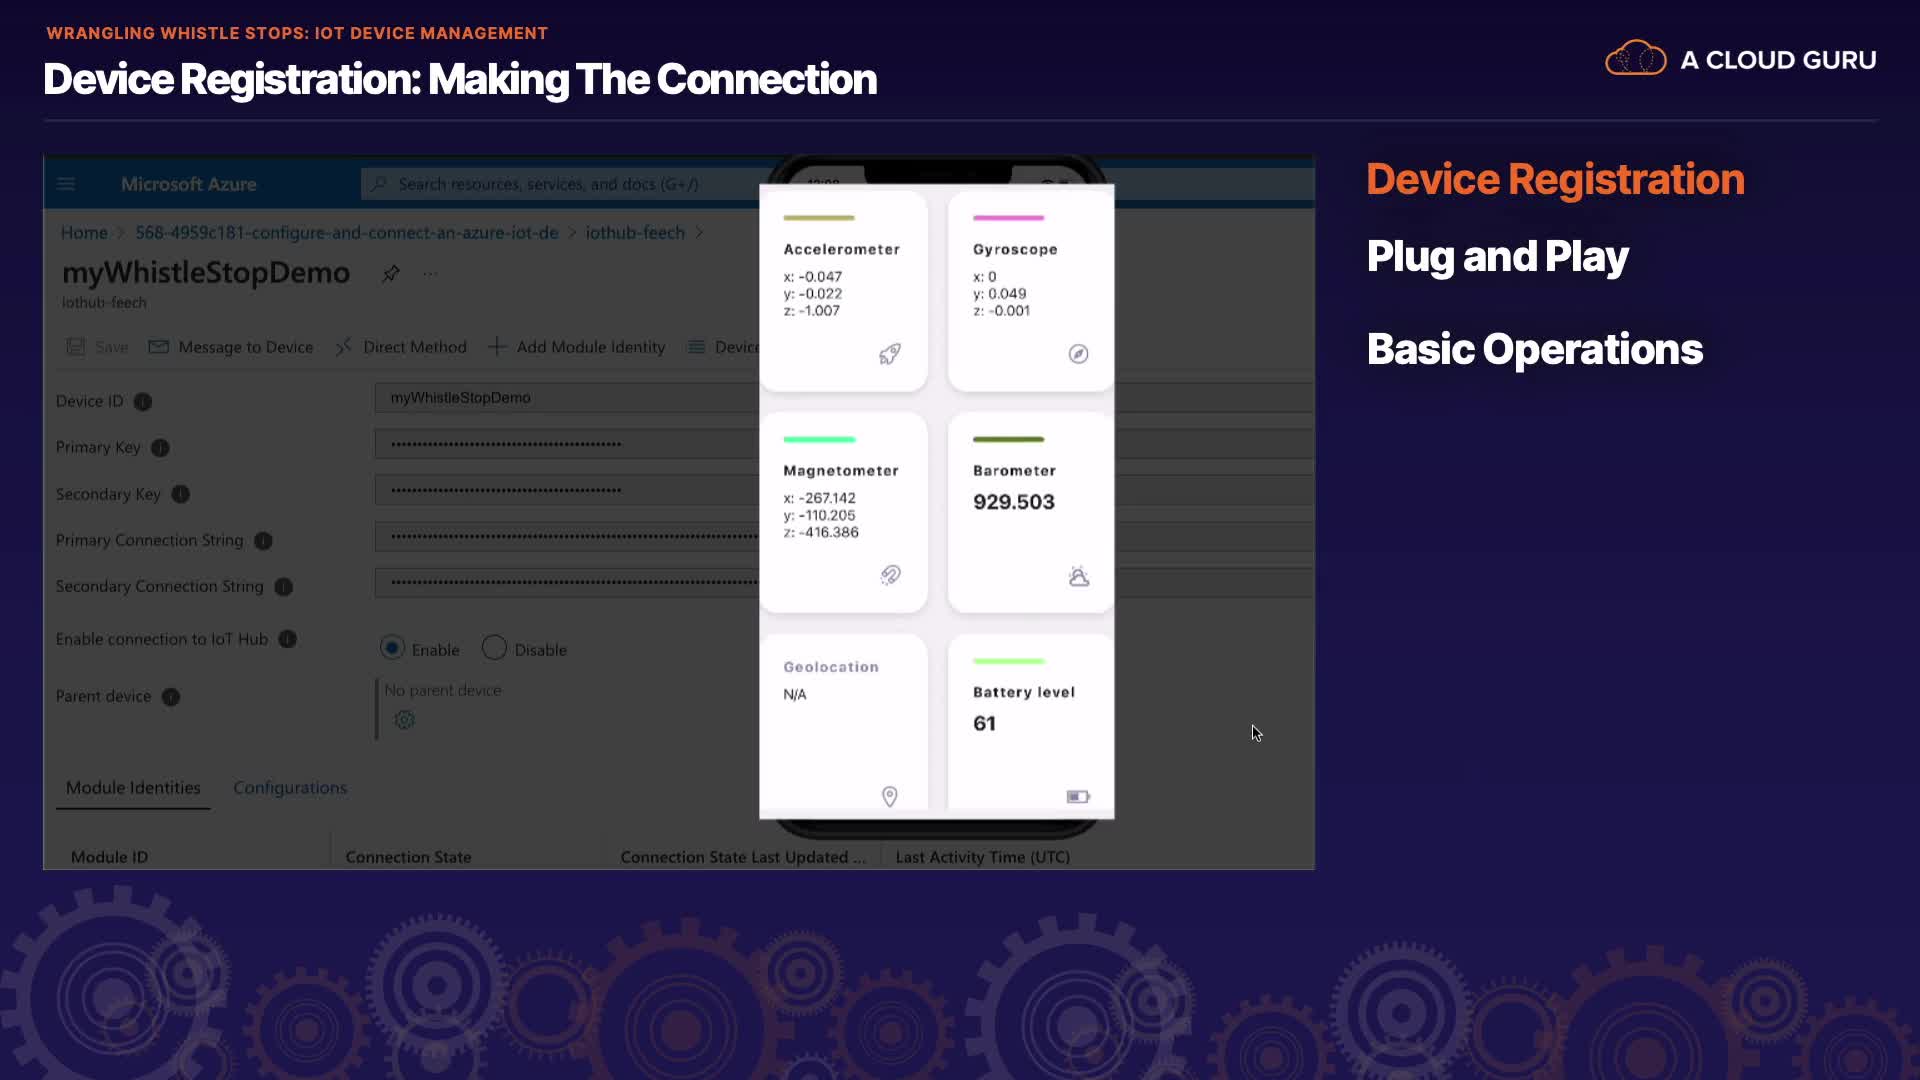 WRANGLING WHISTLE STOPS: IOT DEVICE MANAGEMENT
Device Registration: Making The Connection
A CLOUD GURU
Microsoft Azure
Search resources, services, and docs (G+/)
Home > 568-4959c181-configure-and-connect-an-azure-iot-de > iothub-feech >
myWhistleStopDemo
...
iothub-feech
Save
Message to Device
Direct Method
Add Module Identity
Device ID
myWhistleStopDemo
Primary Key
Secondary Key
Primary Connection String
Secondary Connection String
Enable connection to IoT Hub
Enable
Disable
Parent device
No parent device
Module Identities
Configurations
Module ID
Connection State
Connection State Last Updated ...
Last Activity Time (UTC)
Accelerometer
x: -0.047
y: -0.022
z: -1.007
Gyroscope
x: 0
y: 0.049
z: -0.001
Magnetometer
x: -267.142
y: -110.205
z: -416.386
Barometer
929.503
Geolocation
N/A
Battery level
61
Device Registration
Plug and Play
Basic Operations